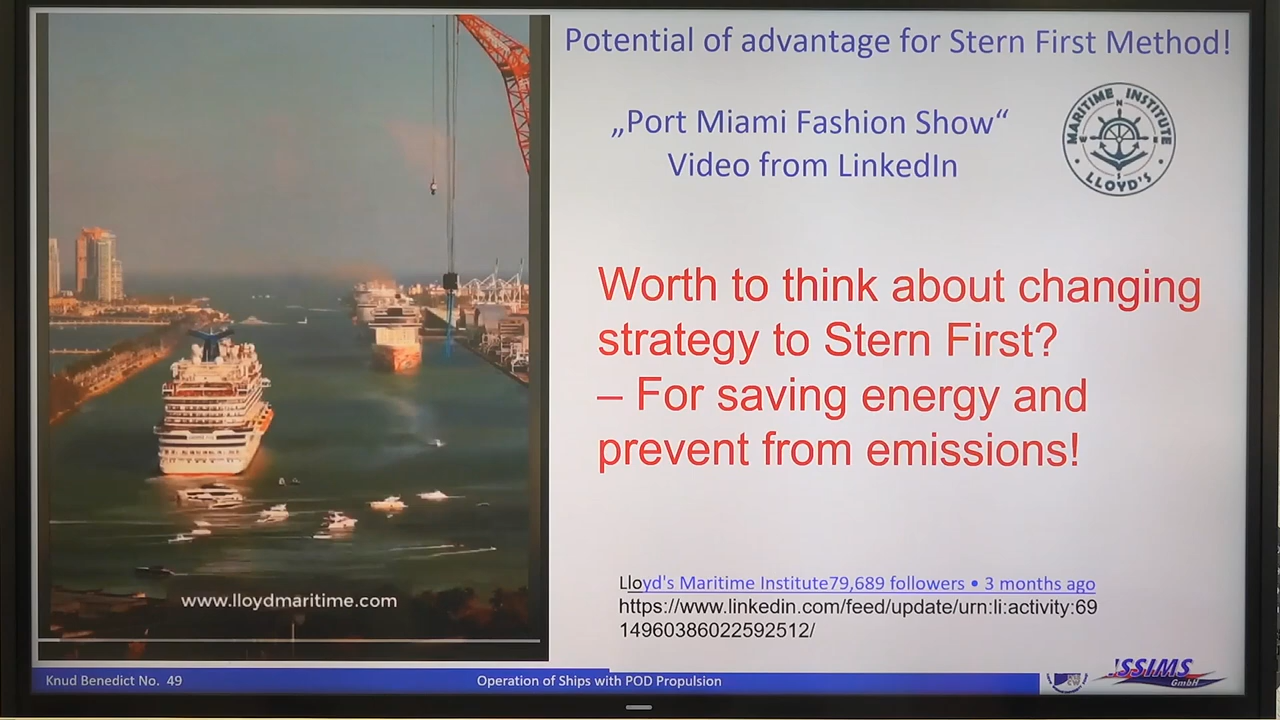 Potential of advantage for Stern First Method!
„Port Miami Fashion Show“
Video from LinkedIn
MARITIME INSTITUTE
N
LLOYD'S
Worth to think about changing
strategy to Stern First?
– For saving energy and
prevent from emissions!
www.lloydmaritime.com
Lloyd's Maritime Institute79,689 followers • 3 months ago
https://www.linkedin.com/feed/update/urn:li:activity:69
14960386022592512/
Knud Benedict No. 49
Operation of Ships with POD Propulsion
ISSIMS
GmbH